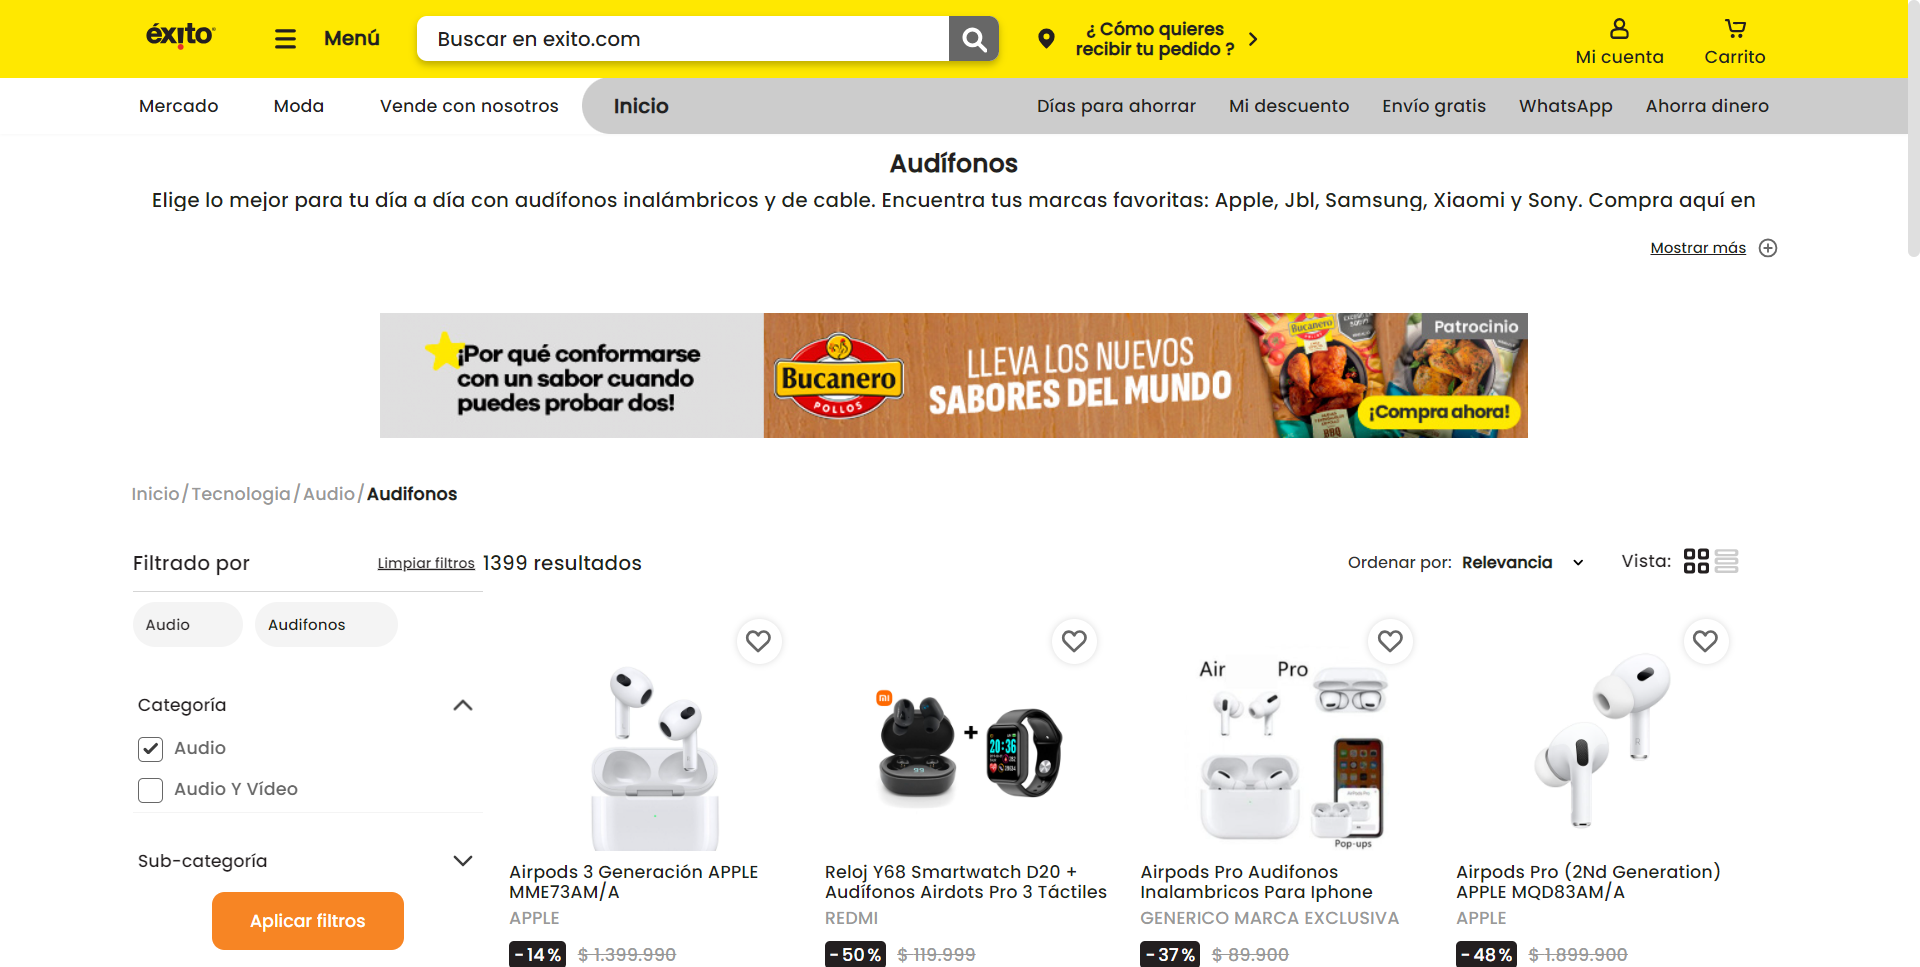 éxito
Menú
Buscar en exito.com
¿ Cómo quieres
recibir tu pedido ?
Mi cuenta
Carrito
Mercado
Moda
Vende con nosotros
Inicio
Días para ahorrar
Mi descuento
Envío gratis
WhatsApp
Ahorra dinero
Audífonos
Elige lo mejor para tu día a día con audífonos inalámbricos y de cable. Encuentra tus marcas favoritas: Apple, Jbl, Samsung, Xiaomi y Sony. Compra aquí en
Mostrar más
¡Por qué conformarse
con un sabor cuando
puedes probar dos!
Bucanero
POLLOS
LLEVA LOS NUEVOS
SABORES DEL MUNDO
Bucanero
BBQ
Patrocinio
¡Compra ahora!
Inicio/Tecnologia/Audio/Audifonos
Filtrado por
Limpiar filtros
1399 resultados
Ordenar por: Relevancia
Vista:
Audio
Audifonos
Categoría
Audio
Audio Y Vídeo
Sub-categoría
Aplicar filtros
Airpods 3 Generación APPLE
MME73AM/A
APPLE
-14%
$ 1.399.990
mi
+
20:36
Reloj Y68 Smartwatch D20 +
Audífonos Airdots Pro 3 Táctiles
REDMI
-50%
$ 119.999
Air
Pro
Pop-ups
Airpods Pro Audifonos
Inalambricos Para Iphone
GENERICO MARCA EXCLUSIVA
-37%
$ 89.900
Airpods Pro (2Nd Generation)
APPLE MQD83AM/A
APPLE
-48%
$ 1.899.900